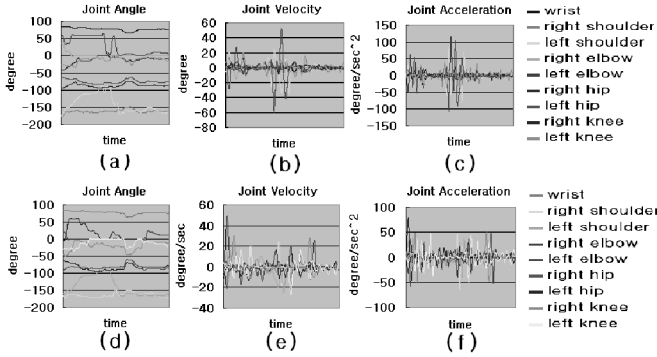 Joint Angle
100
50
0
-50
-100
-150
-200
degree
time
(a)
Joint Velocity
60
40
20
0
-20
-40
-60
80
time
(b)
Joint Acceleration
150
100
50
0
-50
-100
-150
degree/sec^2
time
(c)
wrist
right shoulder
left shoulder
right elbow
left elbow
right hip
left hip
right knee
left knee
Joint Angle
100
50
0
-50
-100
-150
-200
degree
time
(d)
Joint Velocity
60
40
20
0
-20
40
degree/sec
time
(e)
Joint Acceleration
100
50
0
-50
-100
degree/sec^2
time
(f)
wrist
right shoulder
left shoulder
right elbow
left elbow
right hip
left hip
right knee
left knee